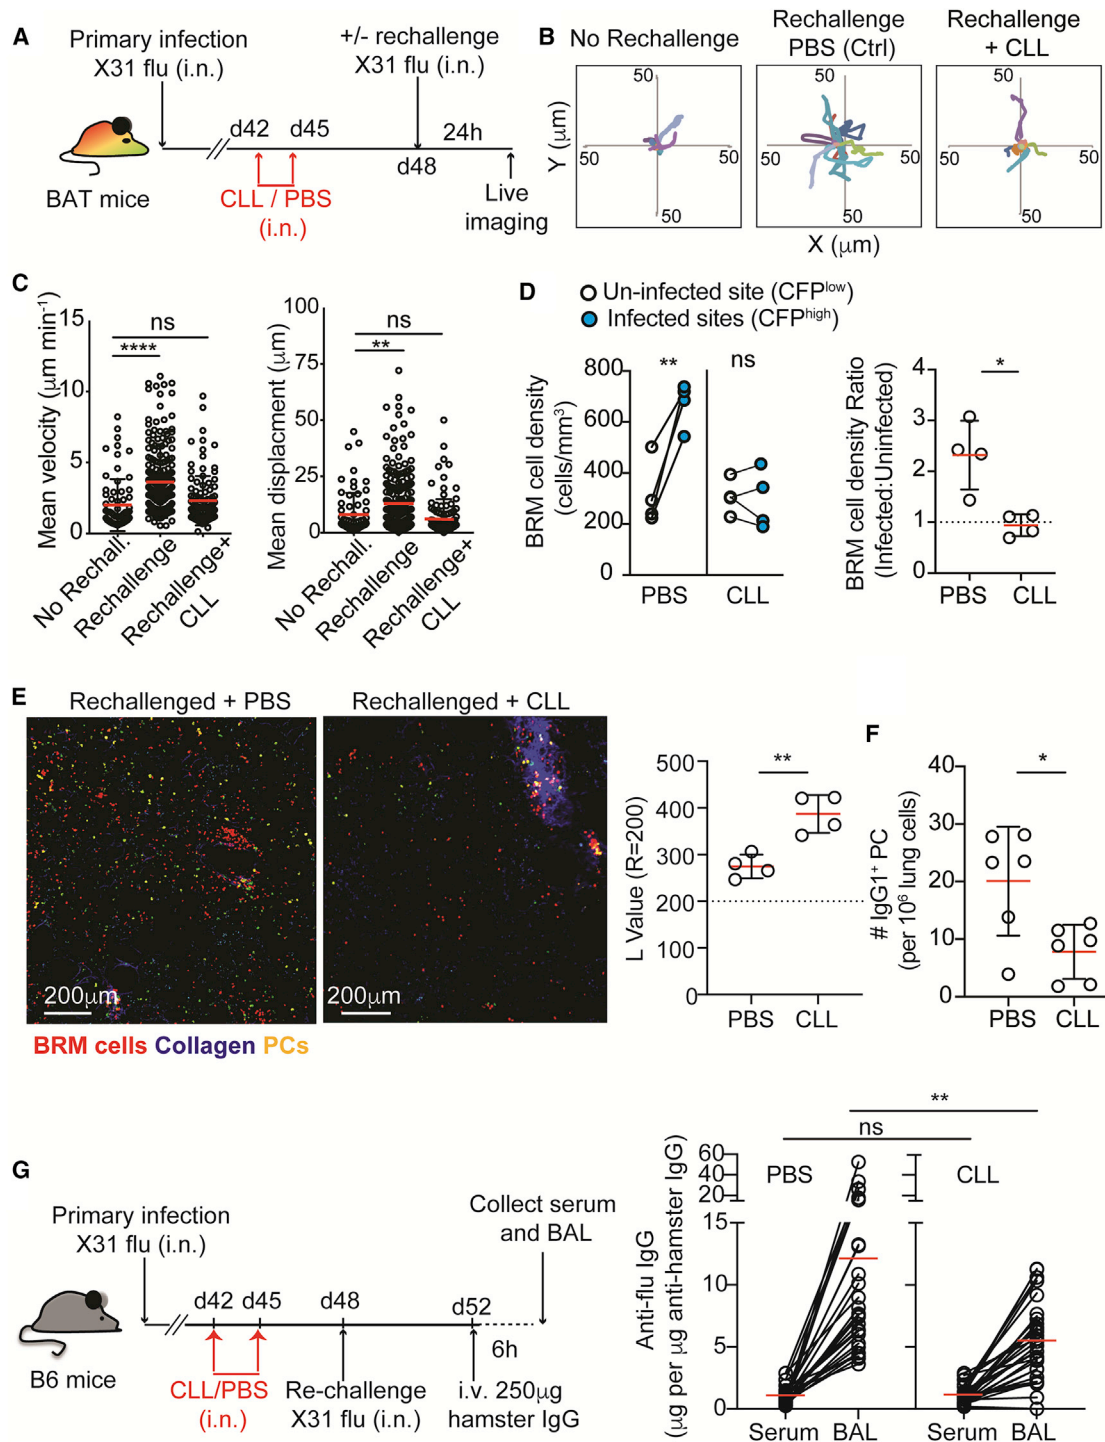 A
Primary infection
X31 flu (i.n.)
+/- rechallenge
X31 flu (i.n.)
d42
d45
24h
d48
BAT mice
CLL / PBS
(i.n.)
Live
imaging
B
No Rechallenge
Rechallenge
PBS (Ctrl)
Rechallenge
+ CLL
Y (μm)
50
50
50
50
50
50
50
50
50
X (μm)
C
Mean velocity (μm min⁻¹)
15
10
5
0
ns
****
No Rechall.
Rechallenge
Rechallenge+
CLL
Mean displacment (μm)
100
75
50
25
0
ns
**
No Rechall.
Rechallenge
Rechallenge+
CLL
D
Un-infected site (CFPˡᵒʷ)
Infected sites (CFPʰⁱᵍʰ)
BRM cell density
(cells/mm³)
800
600
400
200
0
**
ns
PBS
CLL
BRM cell density Ratio
(Infected:Uninfected)
4
3
2
1
0
*
PBS
CLL
E
Rechallenged + PBS
Rechallenged + CLL
200μm
200μm
BRM cells Collagen PCs
L Value (R=200)
500
400
300
200
100
0
**
PBS
CLL
F
# IgG1⁺ PC
(per 10⁶ lung cells)
40
30
20
10
0
*
PBS
CLL
G
Primary infection
X31 flu (i.n.)
Collect serum
and BAL
d42
d45
d48
d52
6h
B6 mice
CLL/PBS
(i.n.)
Re-challenge
X31 flu (i.n.)
i.v. 250μg
hamster IgG
Anti-flu IgG
(μg per μg anti-hamster IgG)
60
40
20
15
10
5
0
**
ns
PBS
CLL
Serum
BAL
Serum
BAL